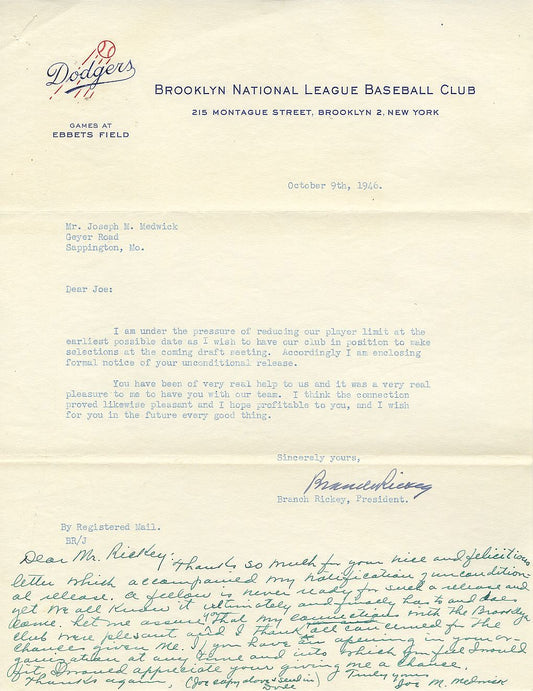 Dodgers
GAMES AT
EBBETS FIELD
BROOKLYN NATIONAL LEAGUE BASEBALL CLUB
215 MONTAGUE STREET, BROOKLYN 2, NEW YORK
October 9th, 1946.
Mr. Joseph M. Medwick
Geyer Road
Sappington, Mo.
Dear Joe:
I am under the pressure of reducing our player limit at the
earliest possible date as I wish to have our club in position to make
selections at the coming draft meeting. Accordingly I am enclosing
formal notice of your unconditional release.
You have been of very real help to us and it was a very real
pleasure to me to have you with our team. I think the connection
proved likewise pleasant and I hope profitable to you, and I wish
for you in the future every good thing.
Sincerely yours,
Branch Rickey
Branch Rickey, President.
By Registered Mail.
BR/J
Dear Mr. Rickey: Thanks so much for your nice and felicitious
letter which accompanied my notification of uncondition-
al release. A fellow is never ready for such a release and
yet we all know it ultimately and finally has to and does
come. Let me assure you that my connections with the Brooklyn
Club were plesant and I thank all concerned for the
chances given me. If you have an opening in your or-
ganization at any time and into which you feel I would
fit I would appreciate your giving me a chance.
Thanks again, Truly yours
(Joe copy above & send in) Joe M. Medwick